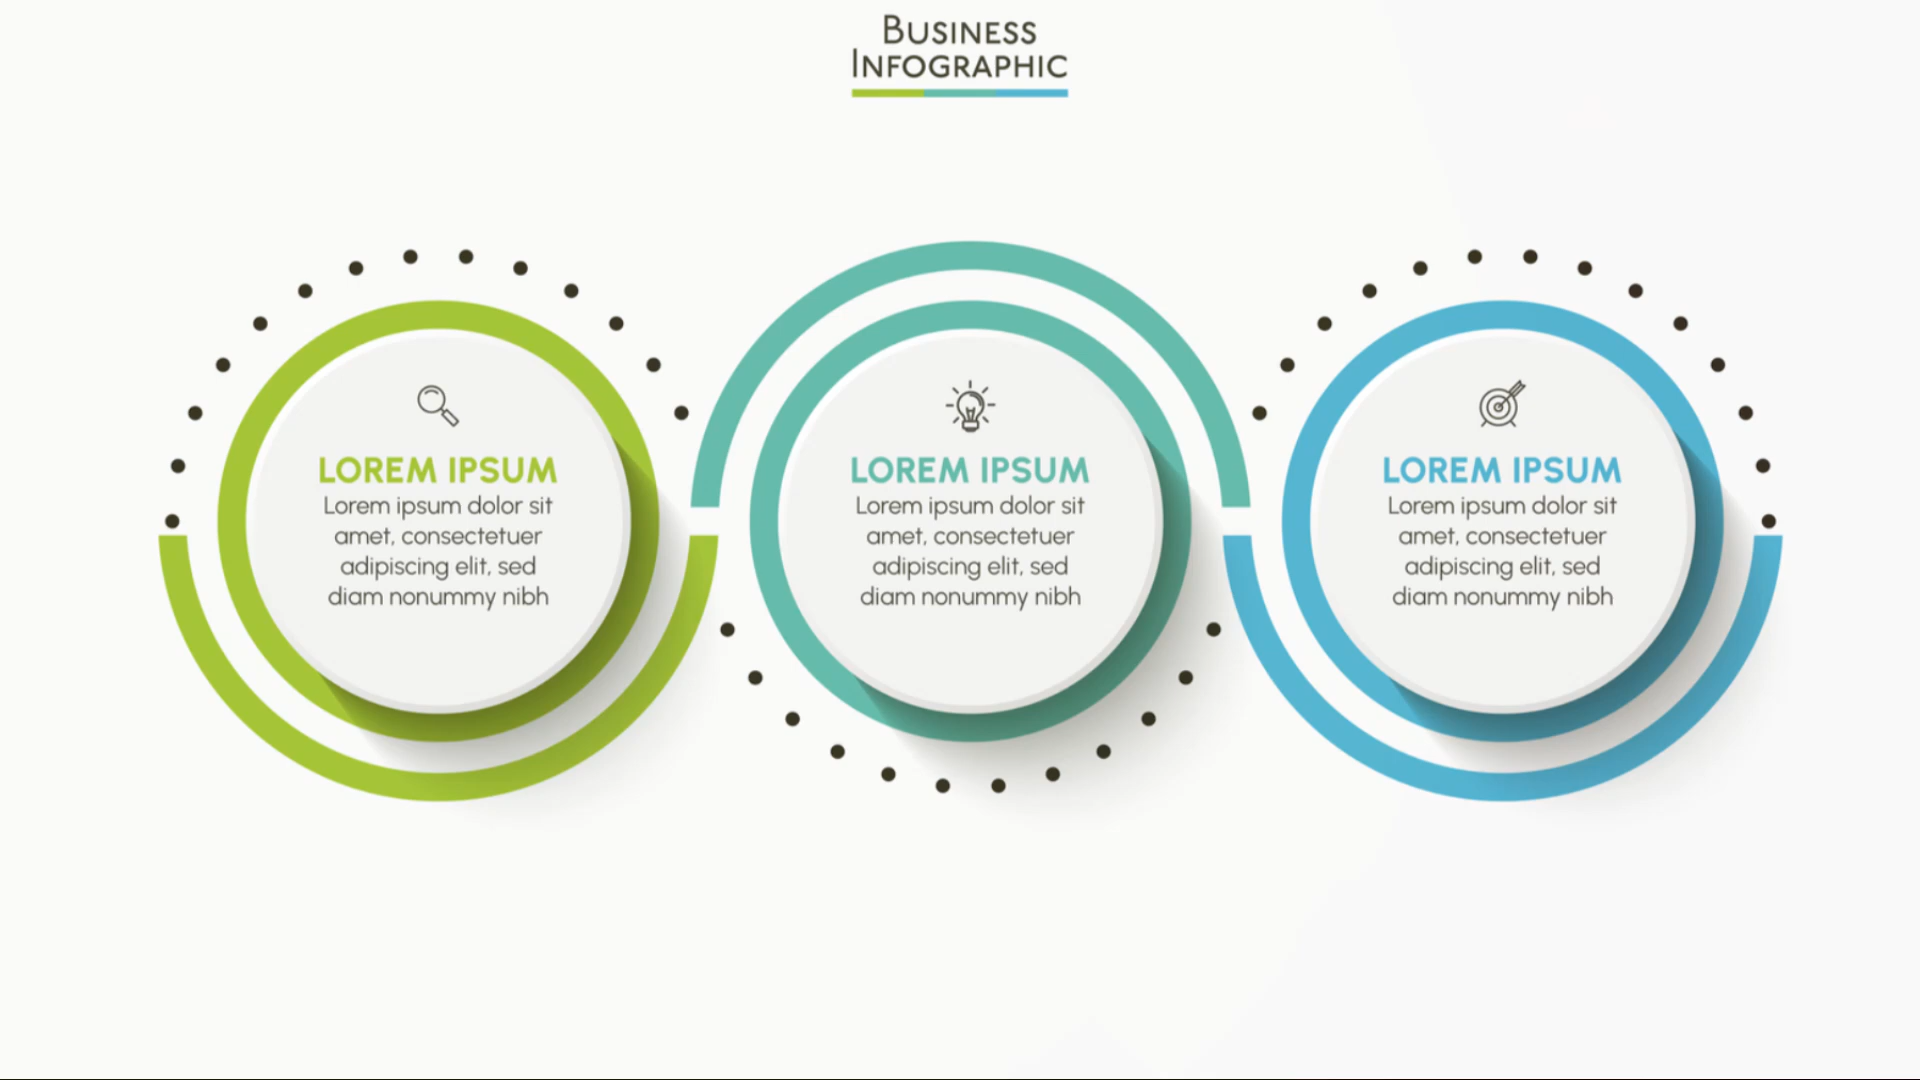 BUSINESS
INFOGRAPHIC
LOREM IPSUM
Lorem ipsum dolor sit
amet, consectetuer
adipiscing elit, sed
diam nonummy nibh
LOREM IPSUM
Lorem ipsum dolor sit
amet, consectetuer
adipiscing elit, sed
diam nonummy nibh
LOREM IPSUM
Lorem ipsum dolor sit
amet, consectetuer
adipiscing elit, sed
diam nonummy nibh